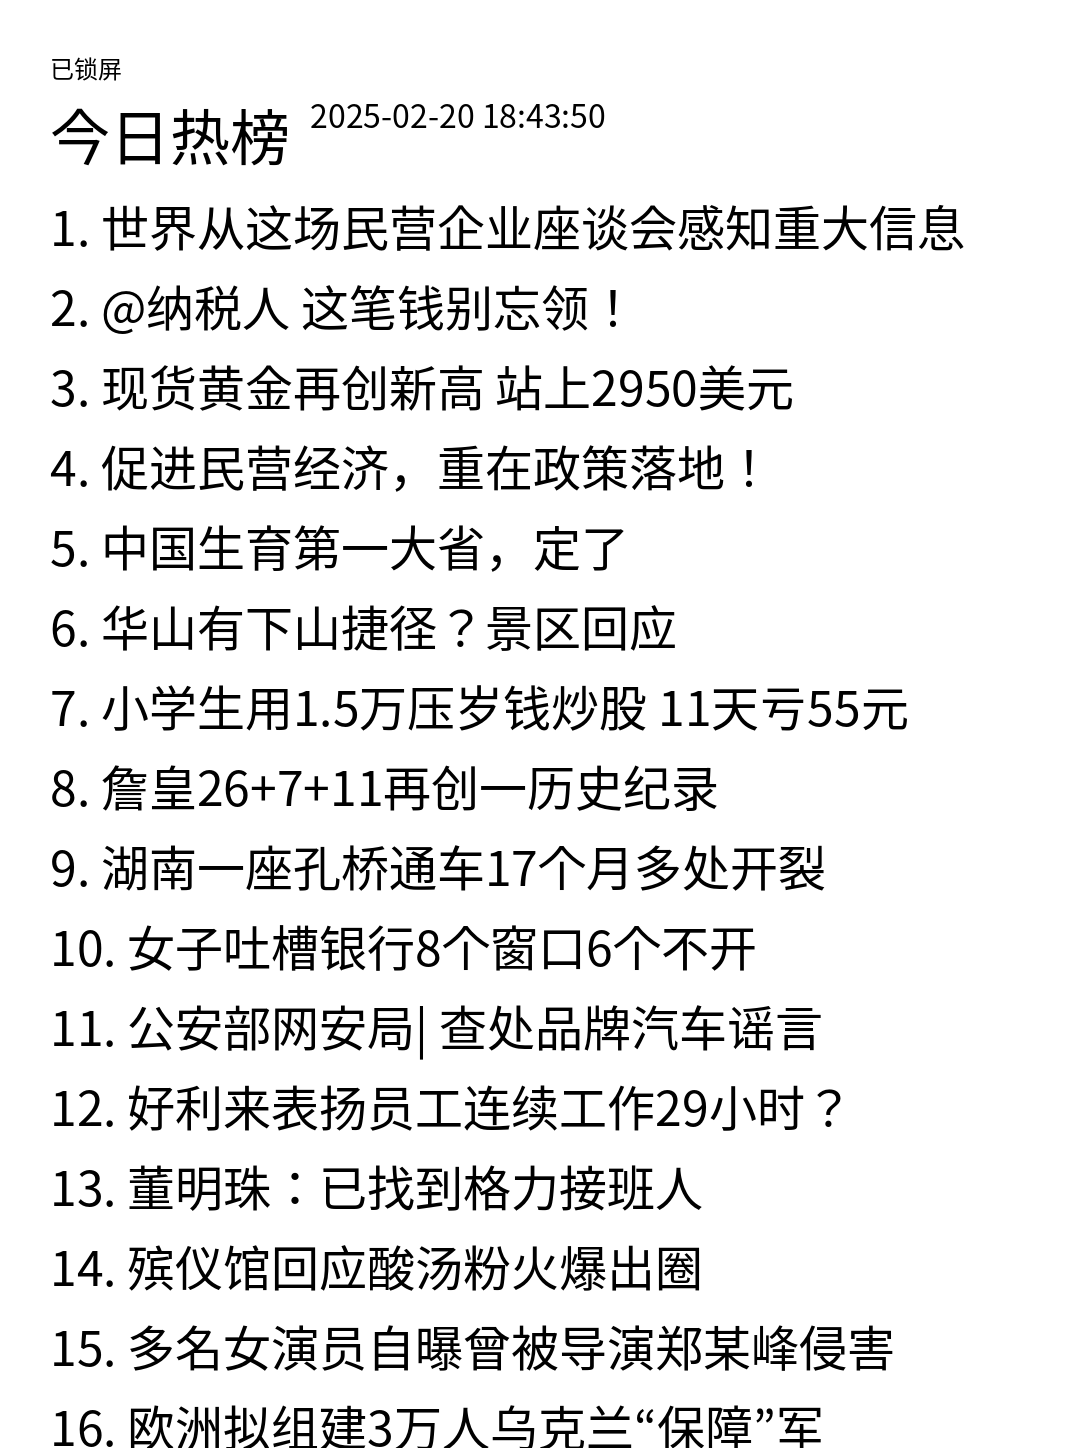 已锁屏
今日热榜 2025-02-20 18:43:50
1. 世界从这场民营企业座谈会感知重大信息
2. @纳税人 这笔钱别忘领！
3. 现货黄金再创新高 站上2950美元
4. 促进民营经济，重在政策落地！
5. 中国生育第一大省，定了
6. 华山有下山捷径？景区回应
7. 小学生用1.5万压岁钱炒股 11天亏55元
8. 詹皇26+7+11再创一历史纪录
9. 湖南一座孔桥通车17个月多处开裂
10. 女子吐槽银行8个窗口6个不开
11. 公安部网安局| 查处品牌汽车谣言
12. 好利来表扬员工连续工作29小时？
13. 董明珠：已找到格力接班人
14. 殡仪馆回应酸汤粉火爆出圈
15. 多名女演员自曝曾被导演郑某峰侵害
16. 欧洲拟组建3万人乌克兰“保障”军